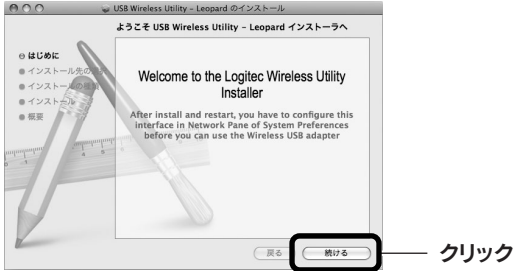 USB Wireless Utility - Leopard のインストール
ようこそ USB Wireless Utility - Leopard インストーラへ
はじめに
インストール先の
インストールの種類
インストール
概要
Welcome to the Logitec Wireless Utility
Installer
After install and restart, you have to configure this
interface in Network Pane of System Preferences
before you can use the Wireless USB adapter
戻る
続ける
クリック